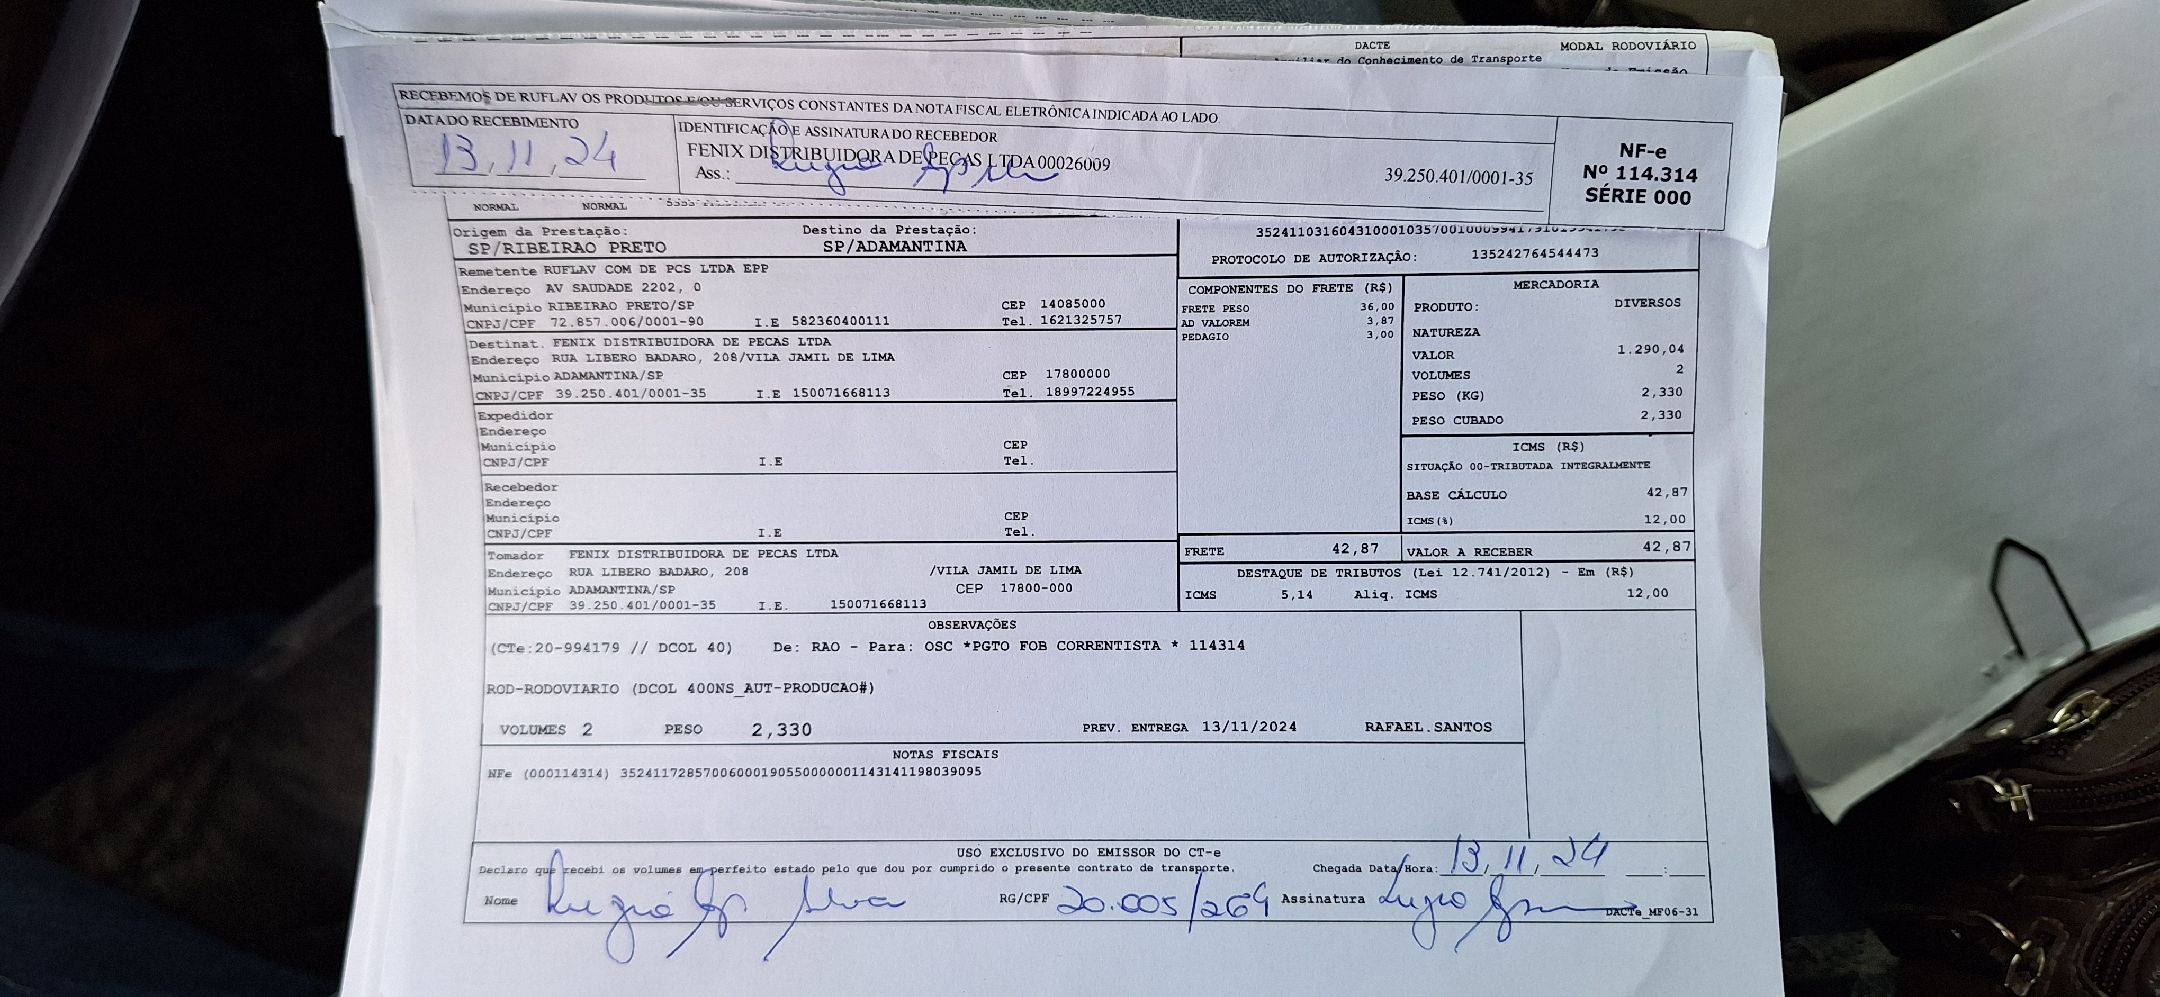 DACTE MODAL RODOVIÁRIO
do Conhecimento de Transporte
RECEBEMOS DE RUFLAV OS PRODUTOS E/OU SERVIÇOS CONSTANTES DA NOTA FISCAL ELETRÔNICA INDICADA AO LADO
DATA DO RECEBIMENTO
13, 11, 24
IDENTIFICAÇÃO E ASSINATURA DO RECEBEDOR
FENIX DISTRIBUIDORA DE PEÇAS LTDA 00026009
Ass.:
39.250.401/0001-35
NF-e
Nº 114.314
SÉRIE 000
NORMAL NORMAL
Origem da Prestação: Destino da Prestação:
SP/RIBEIRAO PRETO SP/ADAMANTINA
PROTOCOLO DE AUTORIZAÇÃO: 135242764544473
Remetente RUFLAV COM DE PCS LTDA EPP
Endereço AV SAUDADE 2202, 0
Município RIBEIRAO PRETO/SP CEP 14085000
CNPJ/CPF 72.857.006/0001-90 I.E 582360400111 Tel. 1621325757
Destinat. FENIX DISTRIBUIDORA DE PECAS LTDA
Endereço RUA LIBERO BADARO, 208/VILA JAMIL DE LIMA
Município ADAMANTINA/SP CEP 17800000
CNPJ/CPF 39.250.401/0001-35 I.E 150071668113 Tel. 18997224955
Expedidor
Endereço
Município CEP
CNPJ/CPF I.E Tel.
Recebedor
Endereço
Município CEP
CNPJ/CPF I.E Tel.
Tomador FENIX DISTRIBUIDORA DE PECAS LTDA
Endereço RUA LIBERO BADARO, 208 /VILA JAMIL DE LIMA
Município ADAMANTINA/SP CEP 17800-000
CNPJ/CPF 39.250.401/0001-35 I.E. 150071668113
COMPONENTES DO FRETE (R$)
FRETE PESO 36,00
AD VALOREM 3,87
PEDAGIO 3,00
MERCADORIA
PRODUTO: DIVERSOS
NATUREZA
VALOR 1.290,04
VOLUMES 2
PESO (KG) 2,330
PESO CUBADO 2,330
ICMS (R$)
SITUAÇÃO 00-TRIBUTADA INTEGRALMENTE
BASE CÁLCULO 42,87
ICMS(%) 12,00
FRETE 42,87 VALOR A RECEBER 42,87
DESTAQUE DE TRIBUTOS (Lei 12.741/2012) - Em (R$)
ICMS 5,14 Aliq. ICMS 12,00
OBSERVAÇÕES
(CTe:20-994179 // DCOL 40) De: RAO - Para: OSC *PGTO FOB CORRENTISTA * 114314
ROD-RODOVIARIO (DCOL 400NS_AUT-PRODUCAO#)
VOLUMES 2 PESO 2,330 PREV. ENTREGA 13/11/2024 RAFAEL.SANTOS
NOTAS FISCAIS
NFe (000114314) 35241172857006000190550000001143141198039095
USO EXCLUSIVO DO EMISSOR DO CT-e
Declaro que recebi os volumes em perfeito estado pelo que dou por cumprido o presente contrato de transporte. Chegada Data/Hora: 13, 11, 24 :
Nome Silva RG/CPF 20.005/269 Assinatura
DACTe_MF06-31